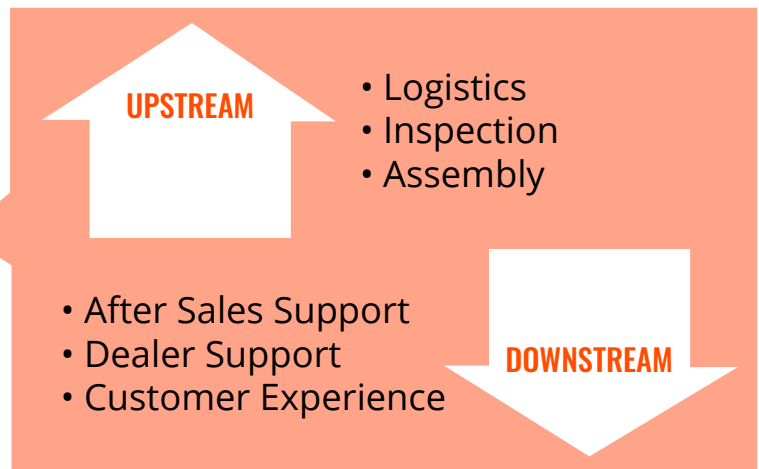 UPSTREAM
• Logistics
• Inspection
• Assembly
• After Sales Support
• Dealer Support
• Customer Experience
DOWNSTREAM